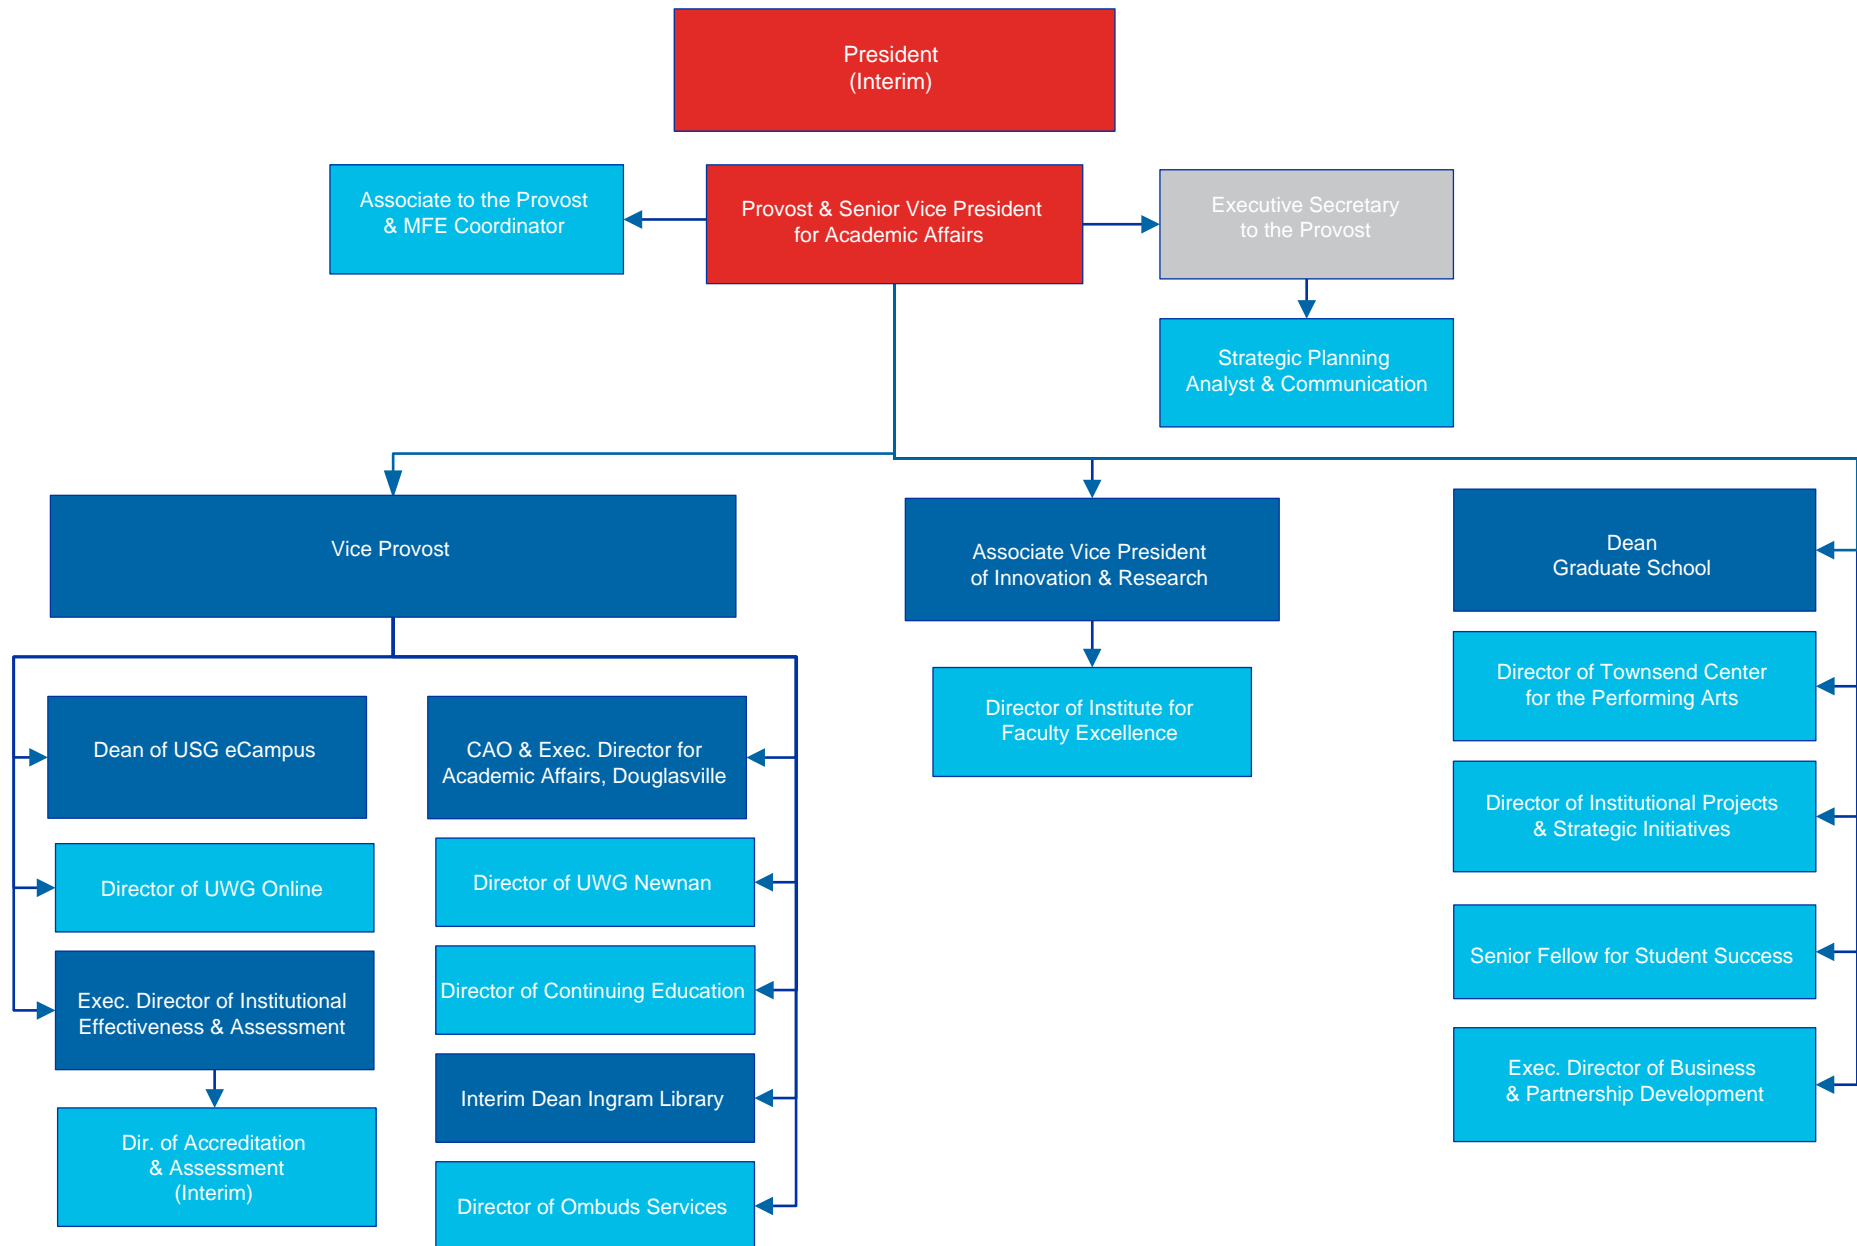 President
(Interim)
Associate to the Provost
& MFE Coordinator
Provost & Senior Vice President
for Academic Affairs
Executive Secretary
to the Provost
Strategic Planning
Analyst & Communication
Vice Provost
Associate Vice President
of Innovation & Research
Dean
Graduate School
Dean of USG eCampus
Director of UWG Online
Exec. Director of Institutional
Effectiveness & Assessment
Dir. of Accreditation
& Assessment
(Interim)
CAO & Exec. Director for
Academic Affairs, Douglasville
Director of UWG Newnan
Director of Continuing Education
Interim Dean Ingram Library
Director of Ombuds Services
Director of Institute for
Faculty Excellence
Director of Townsend Center
for the Performing Arts
Director of Institutional Projects
& Strategic Initiatives
Senior Fellow for Student Success
Exec. Director of Business
& Partnership Development